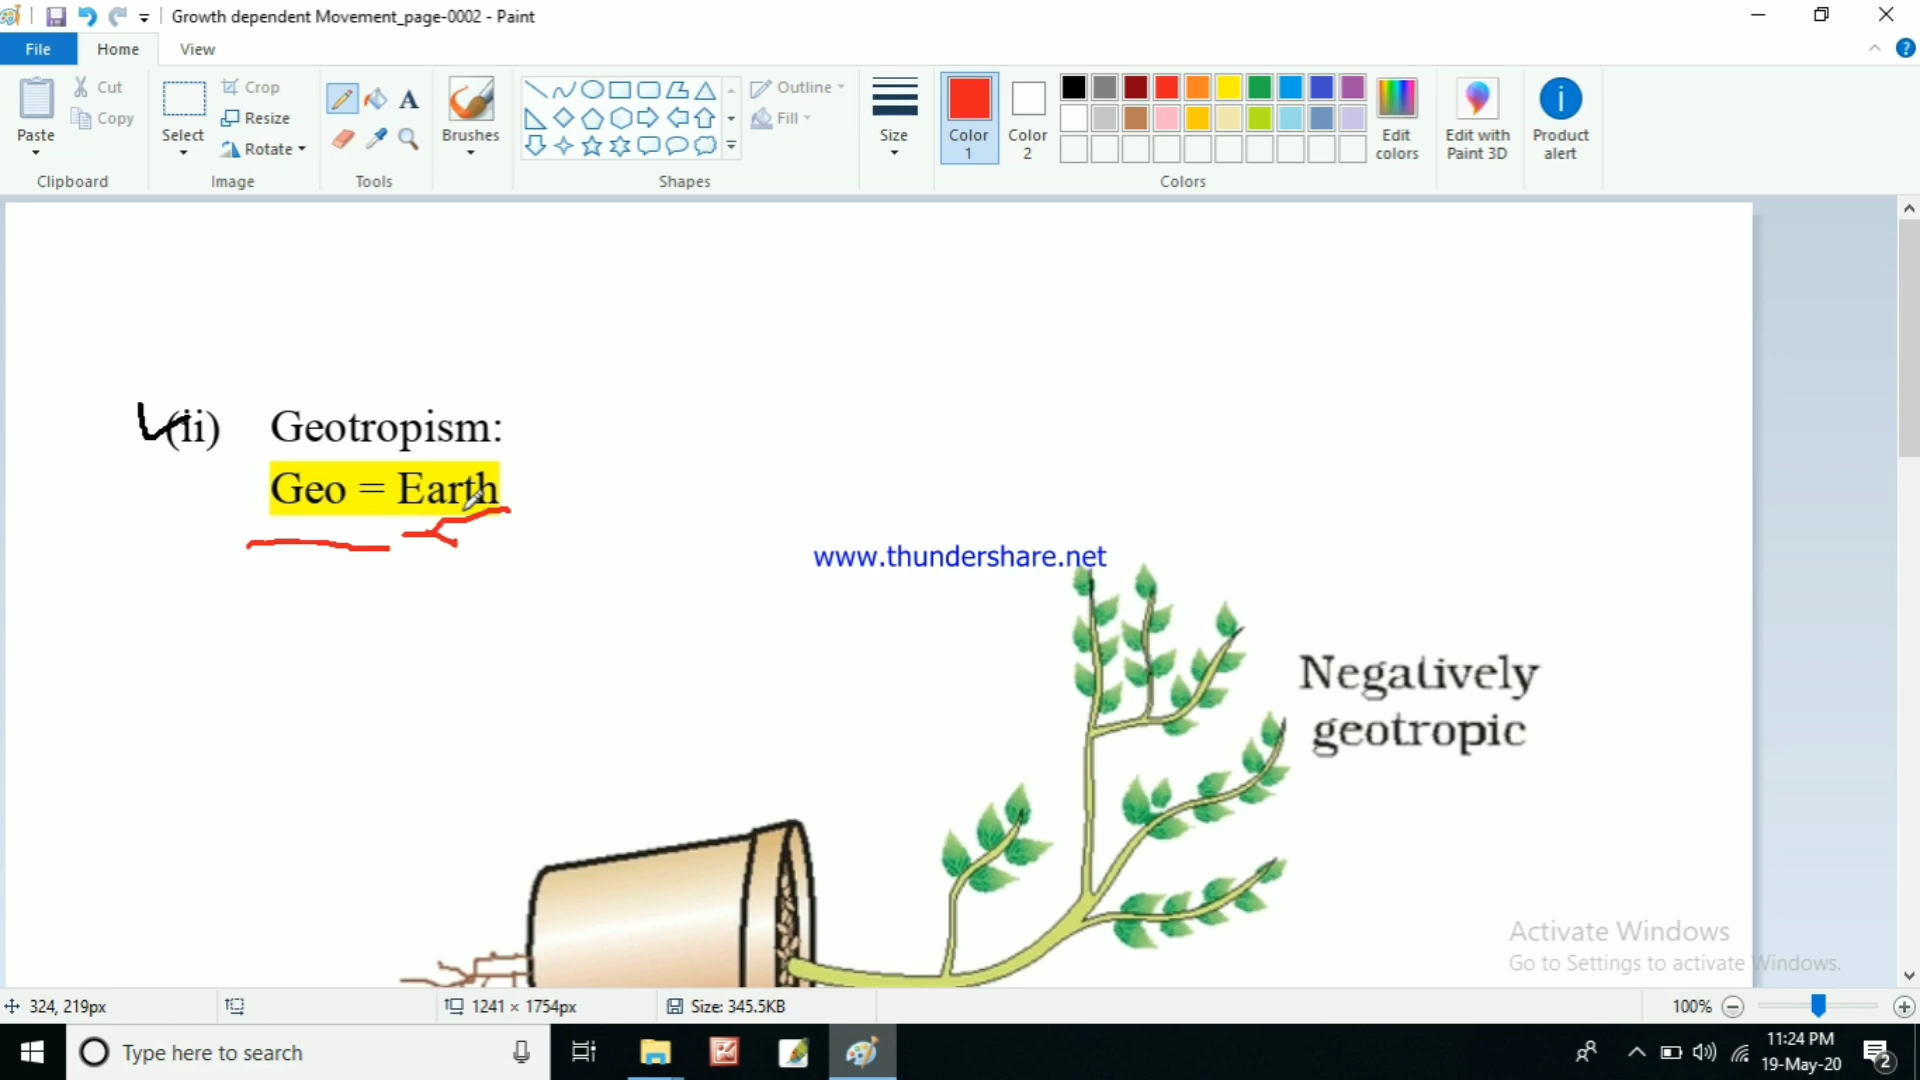 Growth dependent Movement_page-0002 - Paint
File Home View
Paste Cut Copy Clipboard
Select Crop Resize Rotate Image
Tools
Brushes
Shapes Outline Fill
Size
Color 1 Color 2 Edit colors Colors
Edit with Paint 3D
Product alert
(ii) Geotropism:
Geo = Earth
www.thundershare.net
Negatively
geotropic
Activate Windows
Go to Settings to activate Windows.
324, 219px 1241 × 1754px Size: 345.5KB 100%
Type here to search
11:24 PM
19-May-20
2